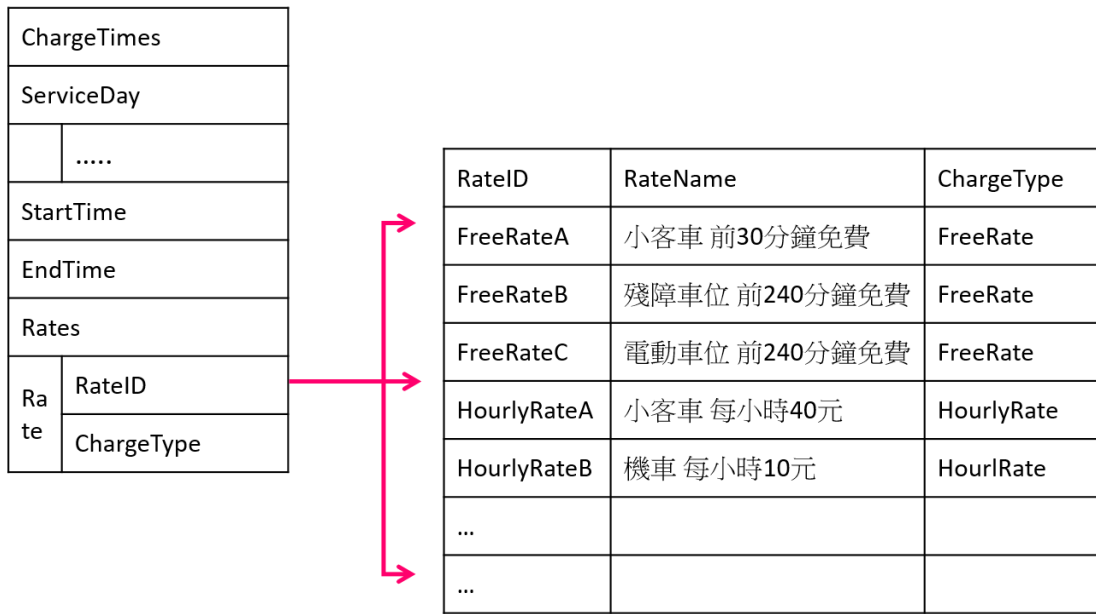 ChargeTimes
ServiceDay
.....
StartTime
EndTime
Rates
Ra
te
RateID
ChargeType
RateID RateName ChargeType
FreeRateA 小客車 前30分鐘免費 FreeRate
FreeRateB 殘障車位 前240分鐘免費 FreeRate
FreeRateC 電動車位 前240分鐘免費 FreeRate
HourlyRateA 小客車 每小時40元 HourlyRate
HourlyRateB 機車 每小時10元 HourlRate
...
...